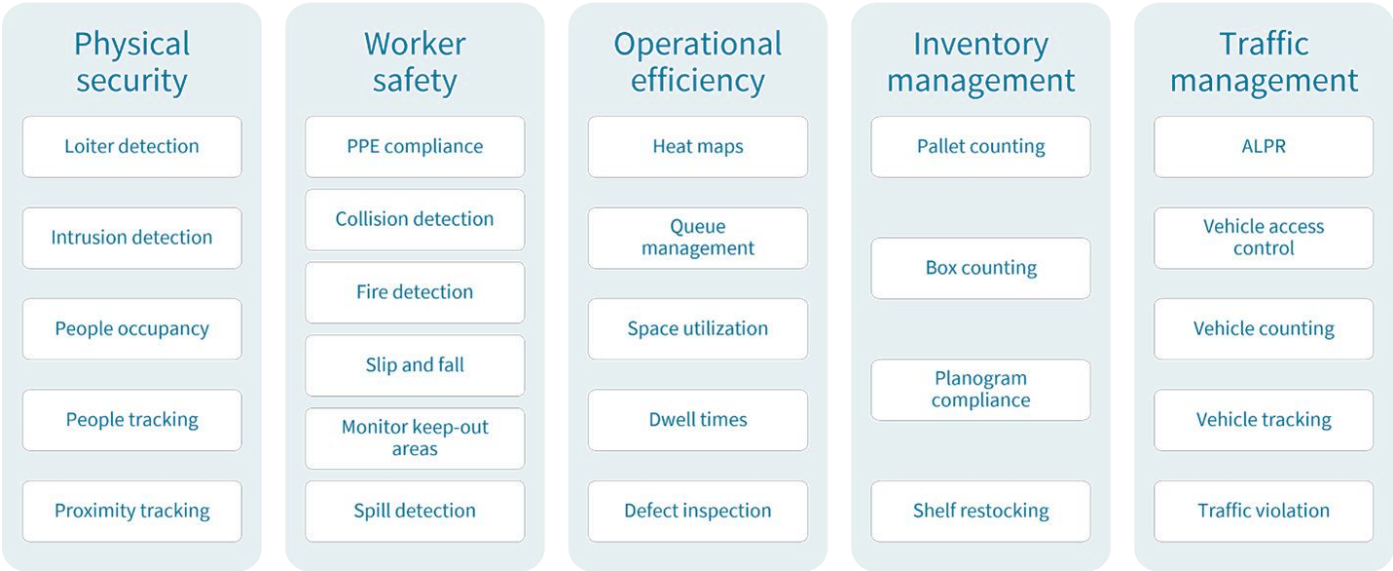 Physical
security
Loiter detection
Intrusion detection
People occupancy
People tracking
Proximity tracking
Worker
safety
PPE compliance
Collision detection
Fire detection
Slip and fall
Monitor keep-out
areas
Spill detection
Operational
efficiency
Heat maps
Queue
management
Space utilization
Dwell times
Defect inspection
Inventory
management
Pallet counting
Box counting
Planogram
compliance
Shelf restocking
Traffic
management
ALPR
Vehicle access
control
Vehicle counting
Vehicle tracking
Traffic violation